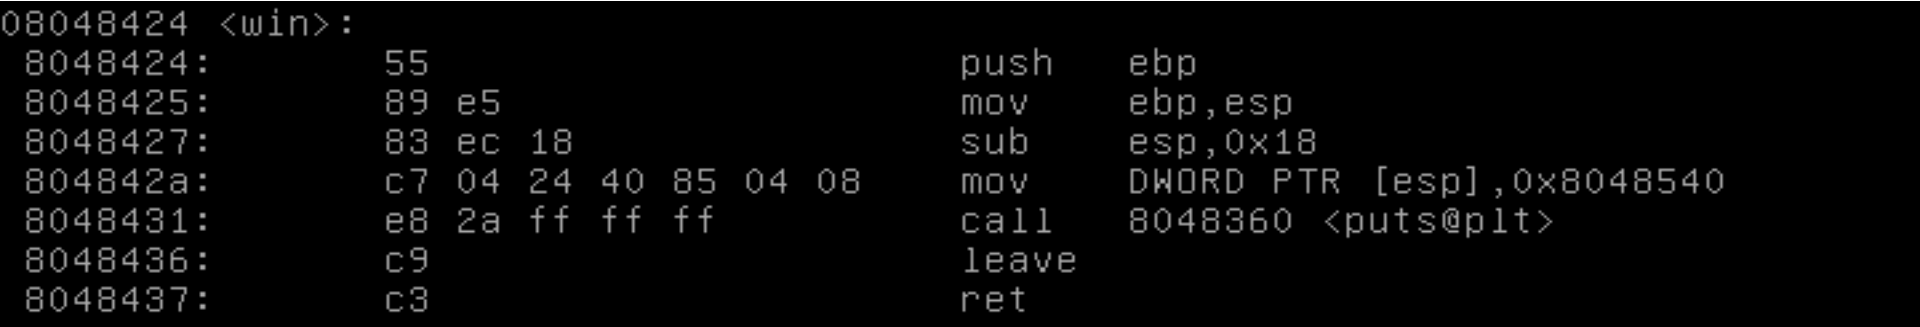 08048424 <win>:
 8048424:	55	push   ebp
 8048425:	89 e5	mov    ebp,esp
 8048427:	83 ec 18	sub    esp,0x18
 804842a:	c7 04 24 40 85 04 08	mov    DWORD PTR [esp],0x8048540
 8048431:	e8 2a ff ff ff	call   8048360 <puts@plt>
 8048436:	c9	leave
 8048437:	c3	ret